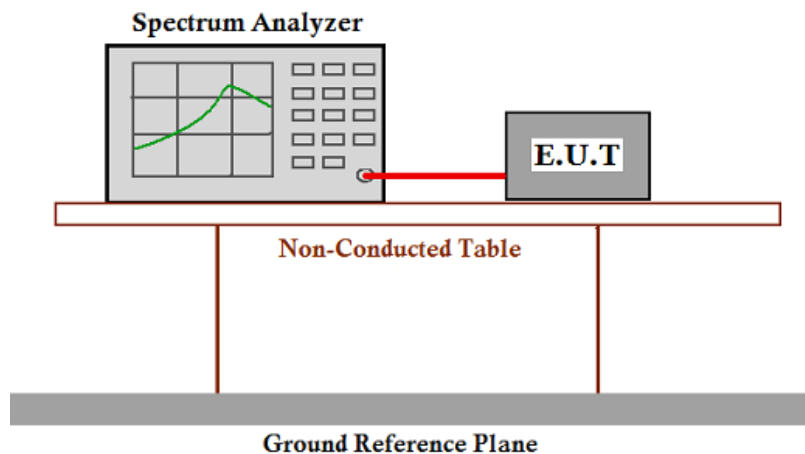 Spectrum Analyzer
E.U.T
Non-Conducted Table
Ground Reference Plane